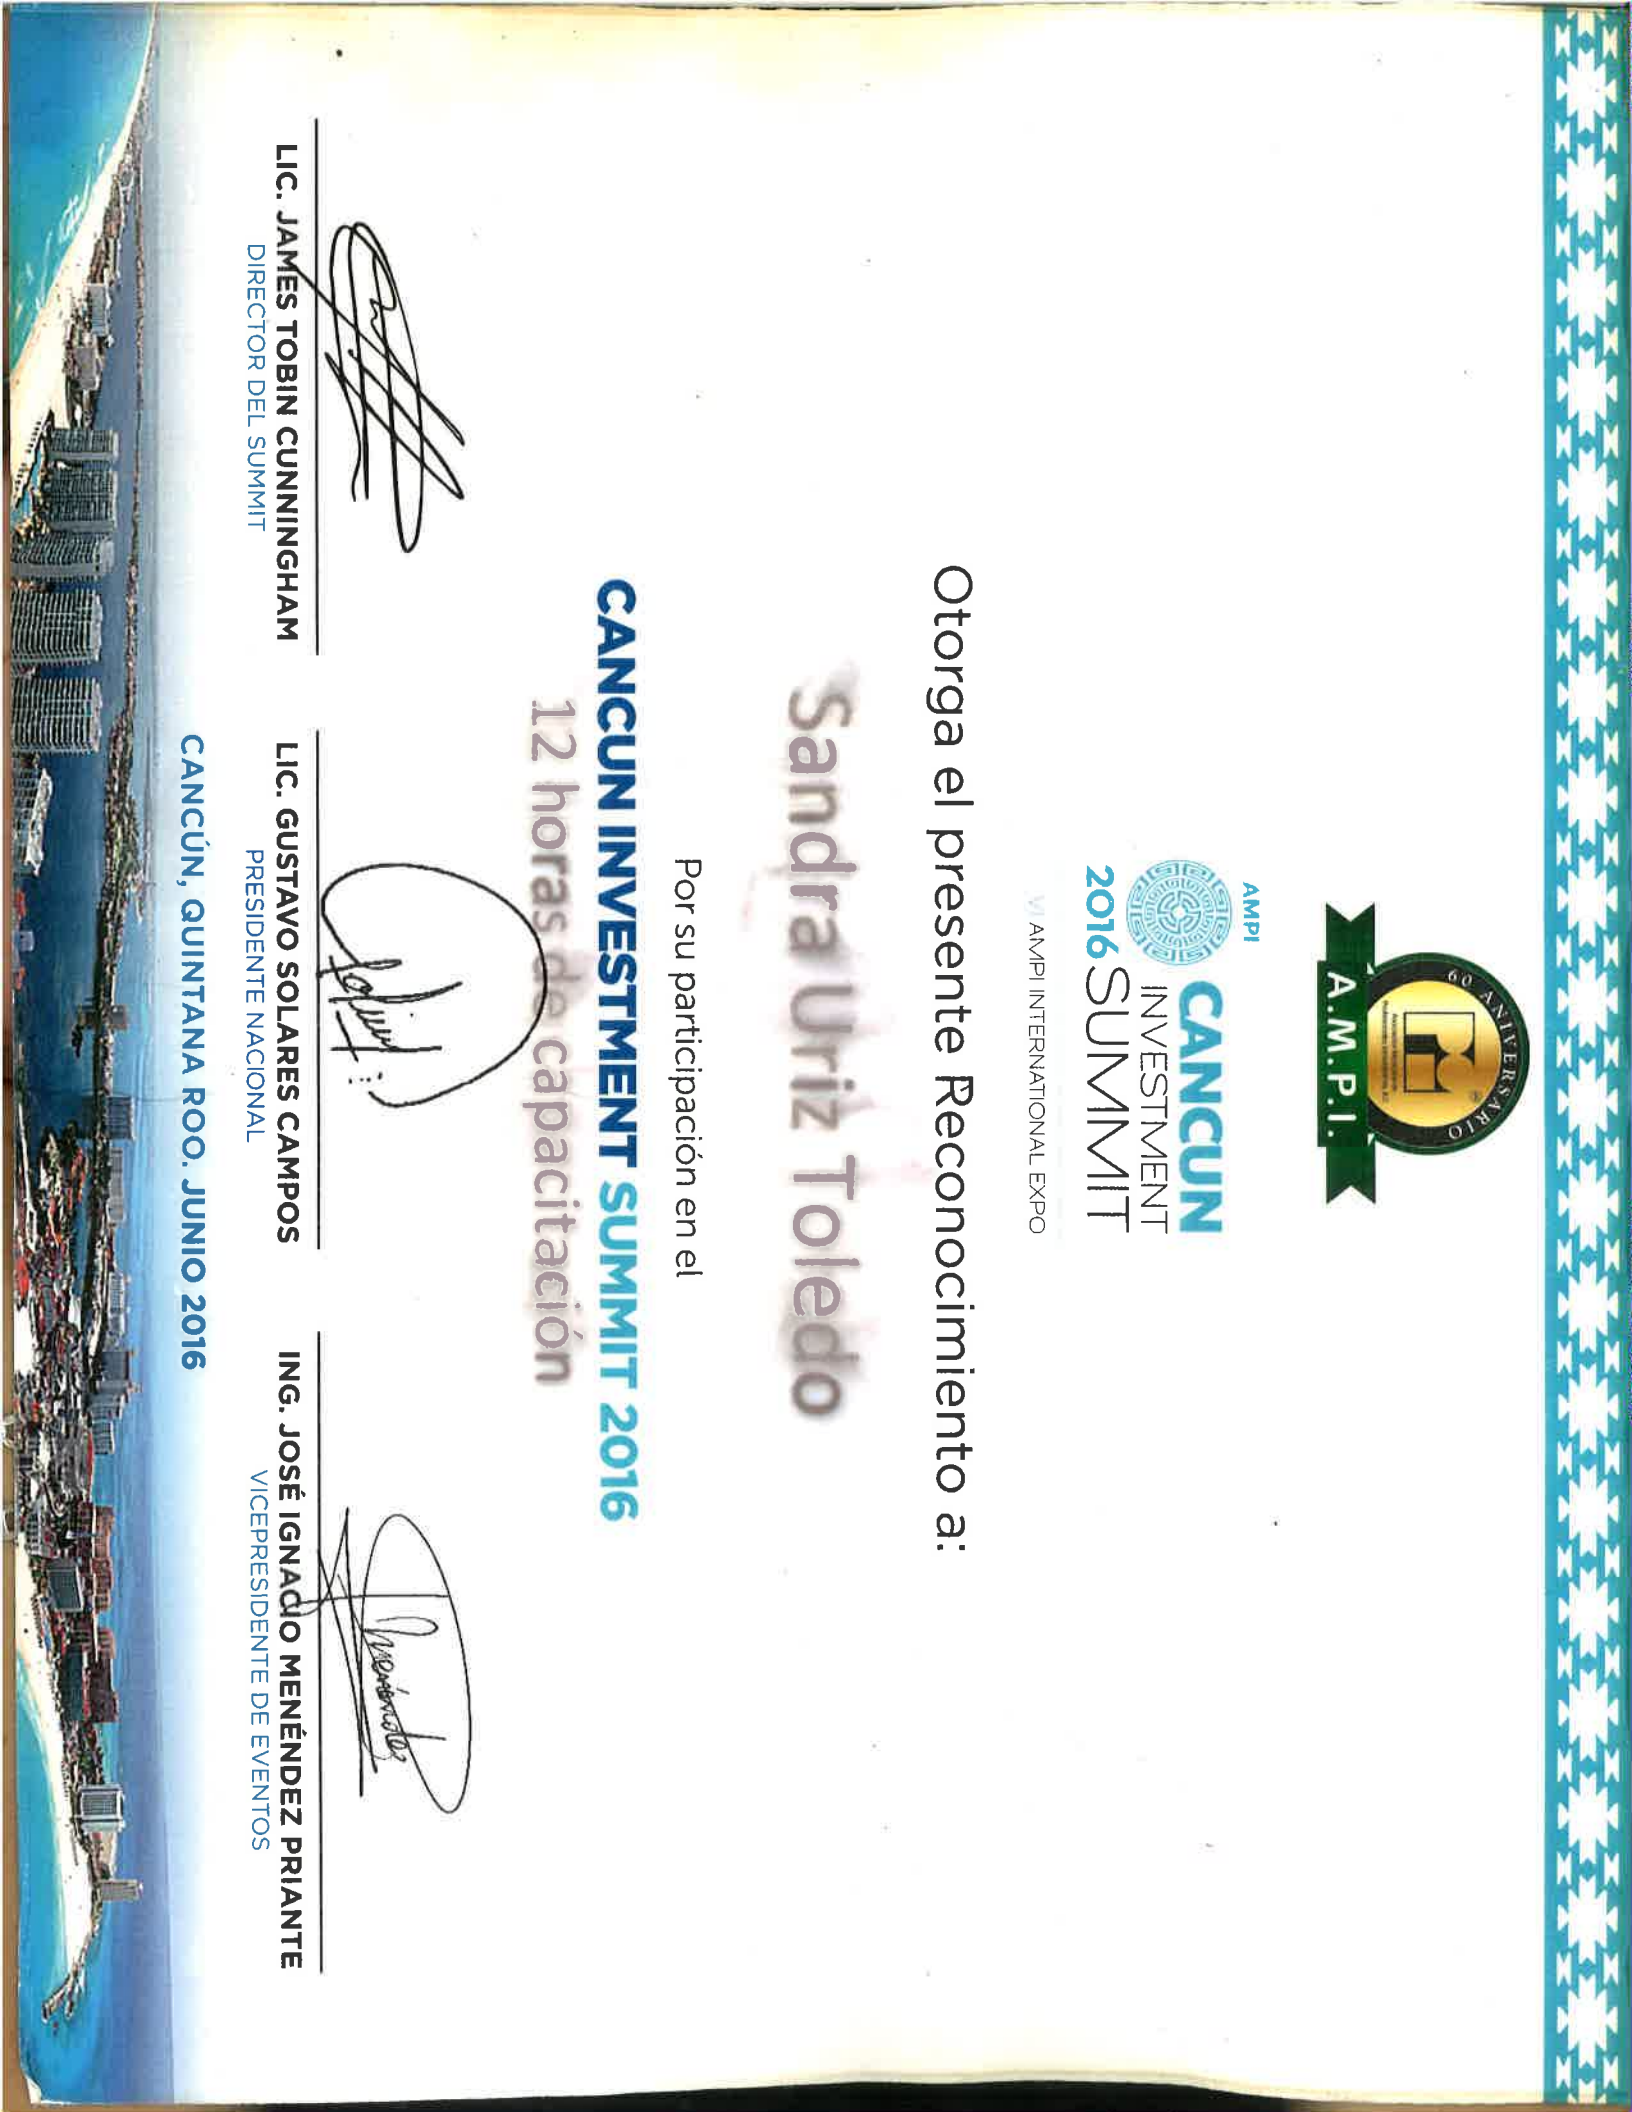 60 ANIVERSARIO
A.M.P.I.
AMPI
CANCUN
INVESTMENT
2016 SUMMIT
VI AMPI INTERNATIONAL EXPO
Otorga el presente Reconocimiento a:
Sandra Uriz Toledo
Por su participación en el
CANCUN INVESTMENT SUMMIT 2016
12 horas de capacitación
LIC. JAMES TOBIN CUNNINGHAM
DIRECTOR DEL SUMMIT
LIC. GUSTAVO SOLARES CAMPOS
PRESIDENTE NACIONAL
ING. JOSÉ IGNACIO MENÉNDEZ PRIANTE
VICEPRESIDENTE DE EVENTOS
CANCÚN, QUINTANA ROO. JUNIO 2016